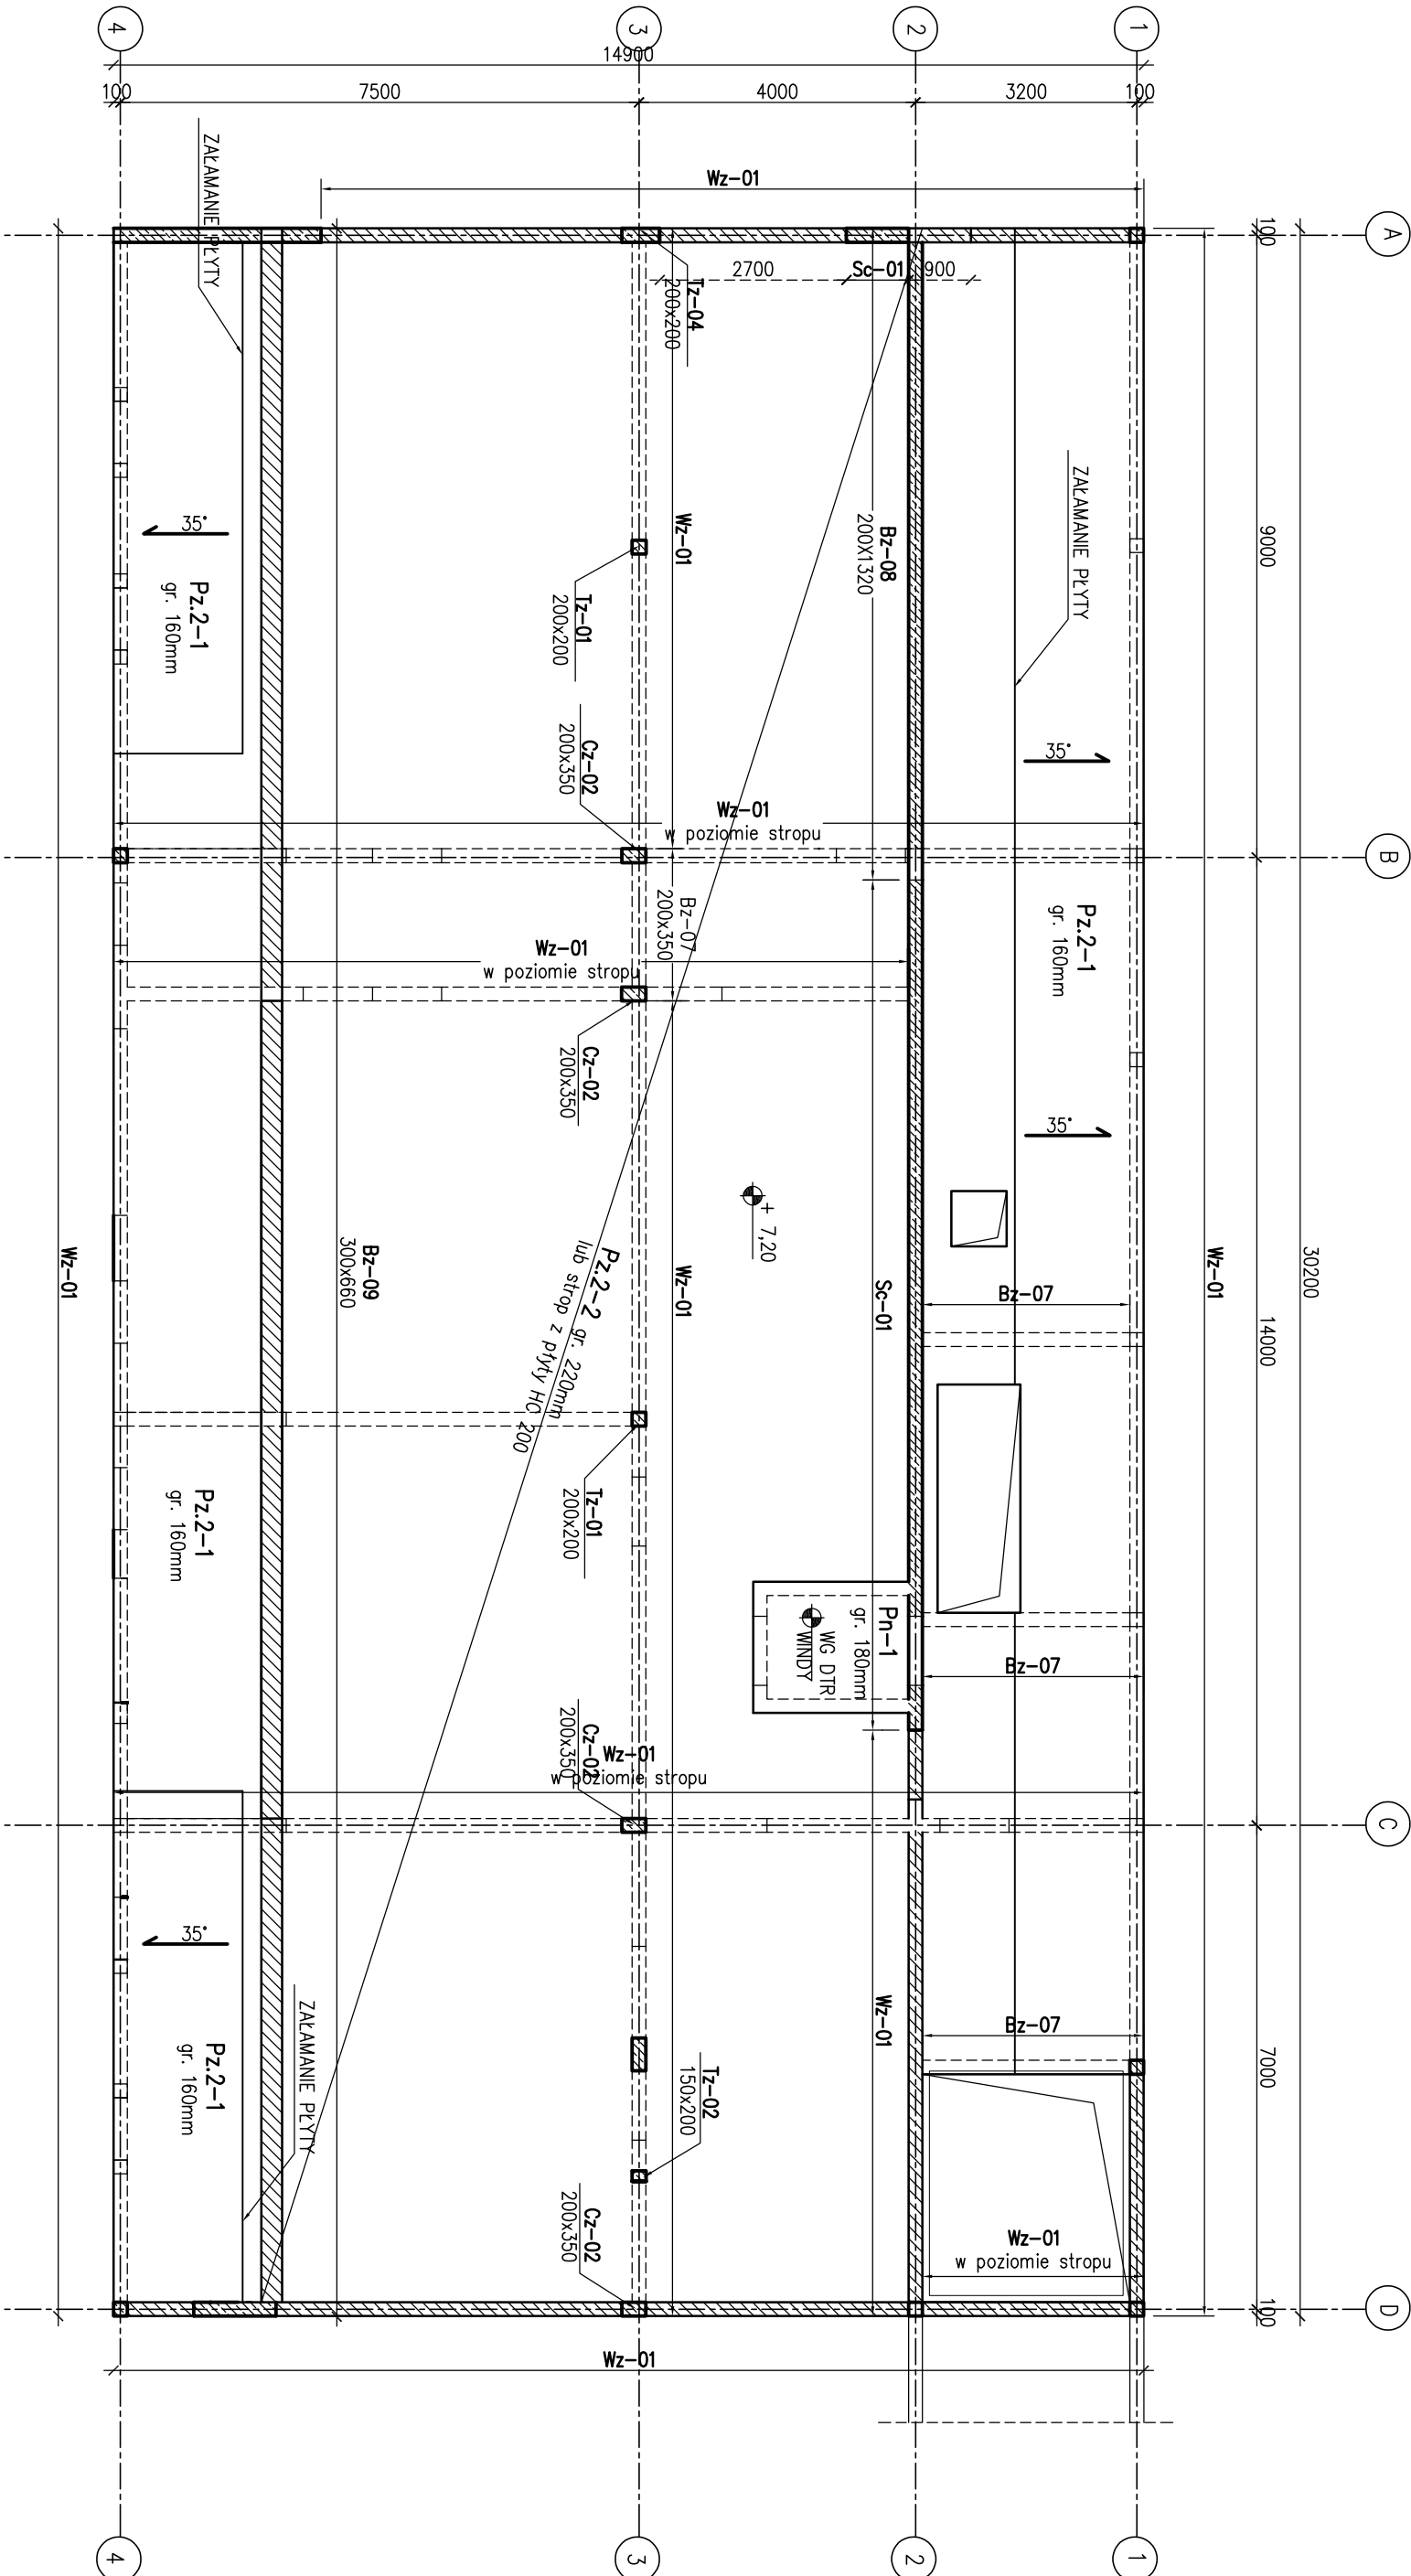 4
3
2
1
14900
100
7500
4000
3200
100
Wz-01
A
100
ZAŁAMANIE PŁYTY
2700
Sc-01
900
Tz-04
200x200
9000
30200
35°
Pz.2-1
gr. 160mm
Tz-01
200x200
Wz-01
Bz-08
200X1320
ZAŁAMANIE PŁYTY
35°
Cz-02
200x350
Wz-01
w poziomie stropu
B
Bz-07
200x350
Wz-01
w poziomie stropu
Pz.2-1
gr. 160mm
Cz-02
200x350
35°
+ 7,20
Wz-01
Bz-09
300x660
Pz.2-2 gr. 220mm
lub strop z płyty HC 200
Wz-01
Sc-01
Bz-07
Wz-01
14000
Pz.2-1
gr. 160mm
Tz-01
200x200
Pn-1
gr. 180mm
WG DTR
WINDY
Bz-07
Cz-02
200x350
Wz-01
w poziomie stropu
C
35°
Pz.2-1
gr. 160mm
ZAŁAMANIE PŁYTY
Tz-02
150x200
Wz-01
Bz-07
7000
Cz-02
200x350
Wz-01
w poziomie stropu
100
D
Wz-01
4
3
2
1